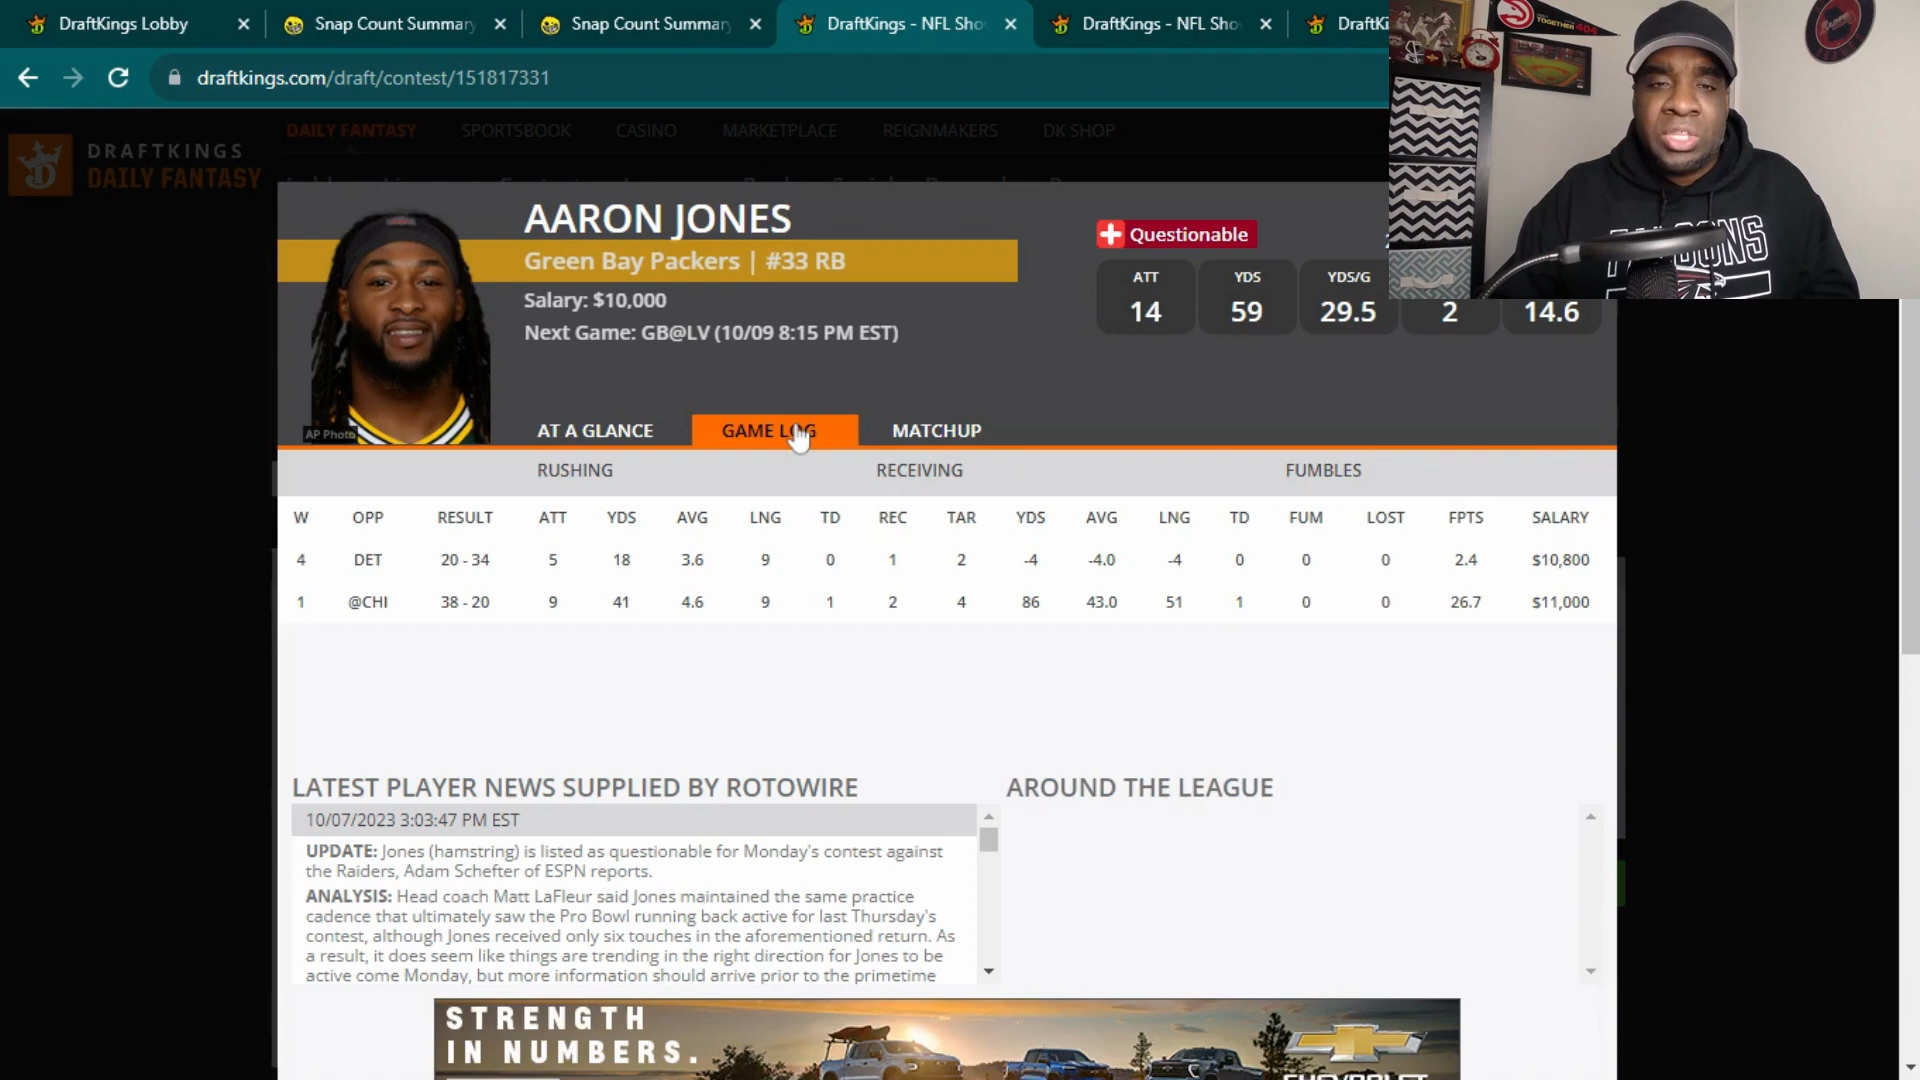 DraftKings Lobby
Snap Count Summary
Snap Count Summary
DraftKings - NFL Sho
DraftKings - NFL Sho
DraftKi
draftkings.com/draft/contest/151817331
DRAFTKINGS
DAILY FANTASY
DAILY FANTASY SPORTSBOOK CASINO MARKETPLACE REIGNMAKERS DK SHOP
AARON JONES
Green Bay Packers | #33 RB
Salary: $10,000
Next Game: GB@LV (10/09 8:15 PM EST)
Questionable
ATT YDS YDS/G
14 59 29.5 2 14.6
AP Photo
AT A GLANCE GAME LOG MATCHUP
RUSHING RECEIVING FUMBLES
W OPP RESULT ATT YDS AVG LNG TD REC TAR YDS AVG LNG TD FUM LOST FPTS SALARY
4 DET 20 - 34 5 18 3.6 9 0 1 2 -4 -4.0 -4 0 0 0 2.4 $10,800
1 @CHI 38 - 20 9 41 4.6 9 1 2 4 86 43.0 51 1 0 0 26.7 $11,000
LATEST PLAYER NEWS SUPPLIED BY ROTOWIRE
AROUND THE LEAGUE
10/07/2023 3:03:47 PM EST
UPDATE: Jones (hamstring) is listed as questionable for Monday's contest against
the Raiders, Adam Schefter of ESPN reports.
ANALYSIS: Head coach Matt LaFleur said Jones maintained the same practice
cadence that ultimately saw the Pro Bowl running back active for last Thursday's
contest, although Jones received only six touches in the aforementioned return. As
a result, it does seem like things are trending in the right direction for Jones to be
active come Monday, but more information should arrive prior to the primetime
STRENGTH
IN NUMBERS.
CHEVROLET